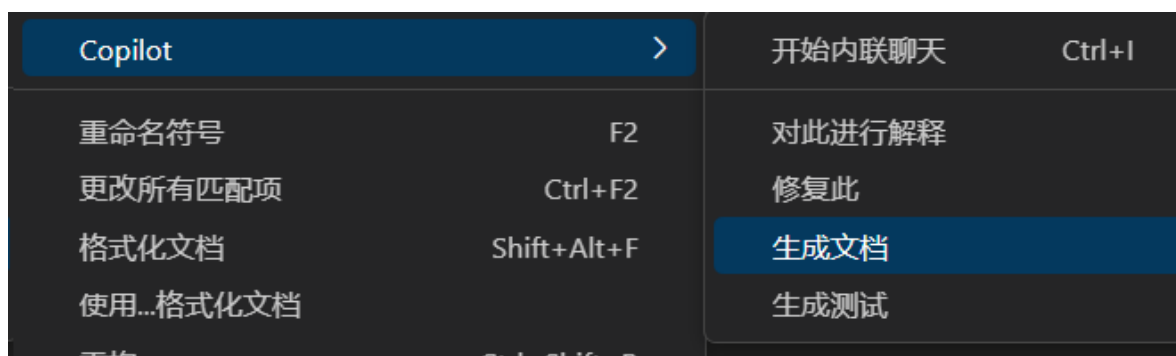 Copilot
重命名符号 F2
更改所有匹配项 Ctrl+F2
格式化文档 Shift+Alt+F
使用...格式化文档
开始内联聊天 Ctrl+I
对此进行解释
修复此
生成文档
生成测试